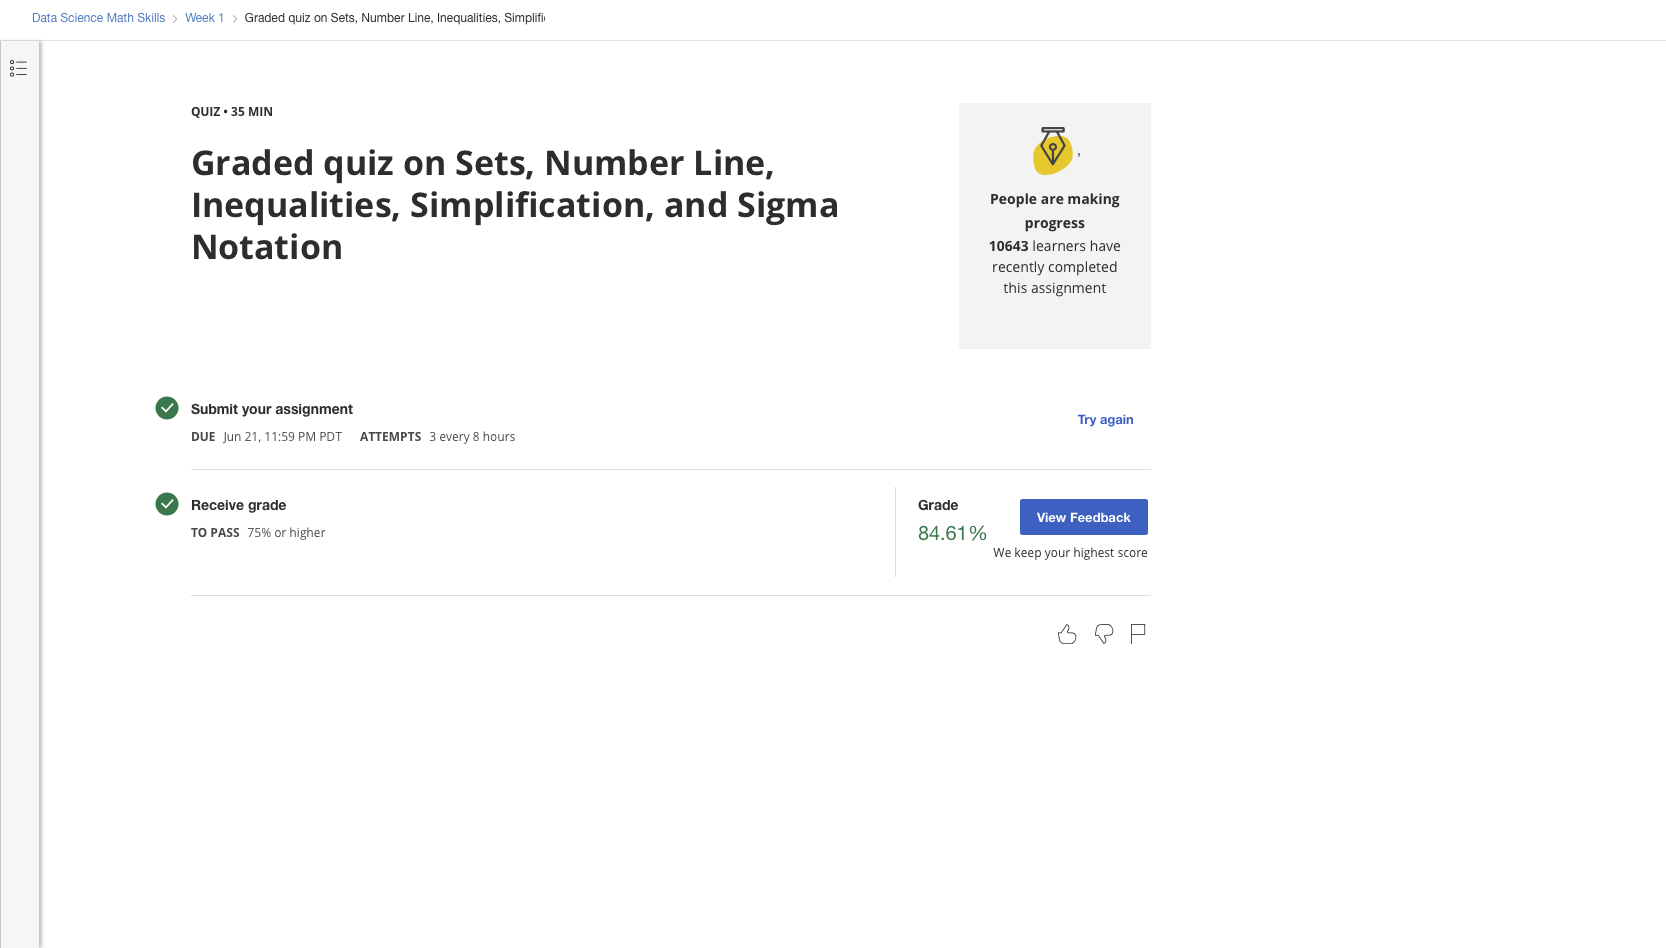 Data Science Math Skills > Week 1 > Graded quiz on Sets, Number Line, Inequalities, Simplifi
QUIZ • 35 MIN
Graded quiz on Sets, Number Line,
Inequalities, Simplification, and Sigma
Notation
,
People are making
progress
10643 learners have
recently completed
this assignment
Submit your assignment
DUE Jun 21, 11:59 PM PDT ATTEMPTS 3 every 8 hours
Try again
Receive grade
TO PASS 75% or higher
Grade
84.61%
View Feedback
We keep your highest score